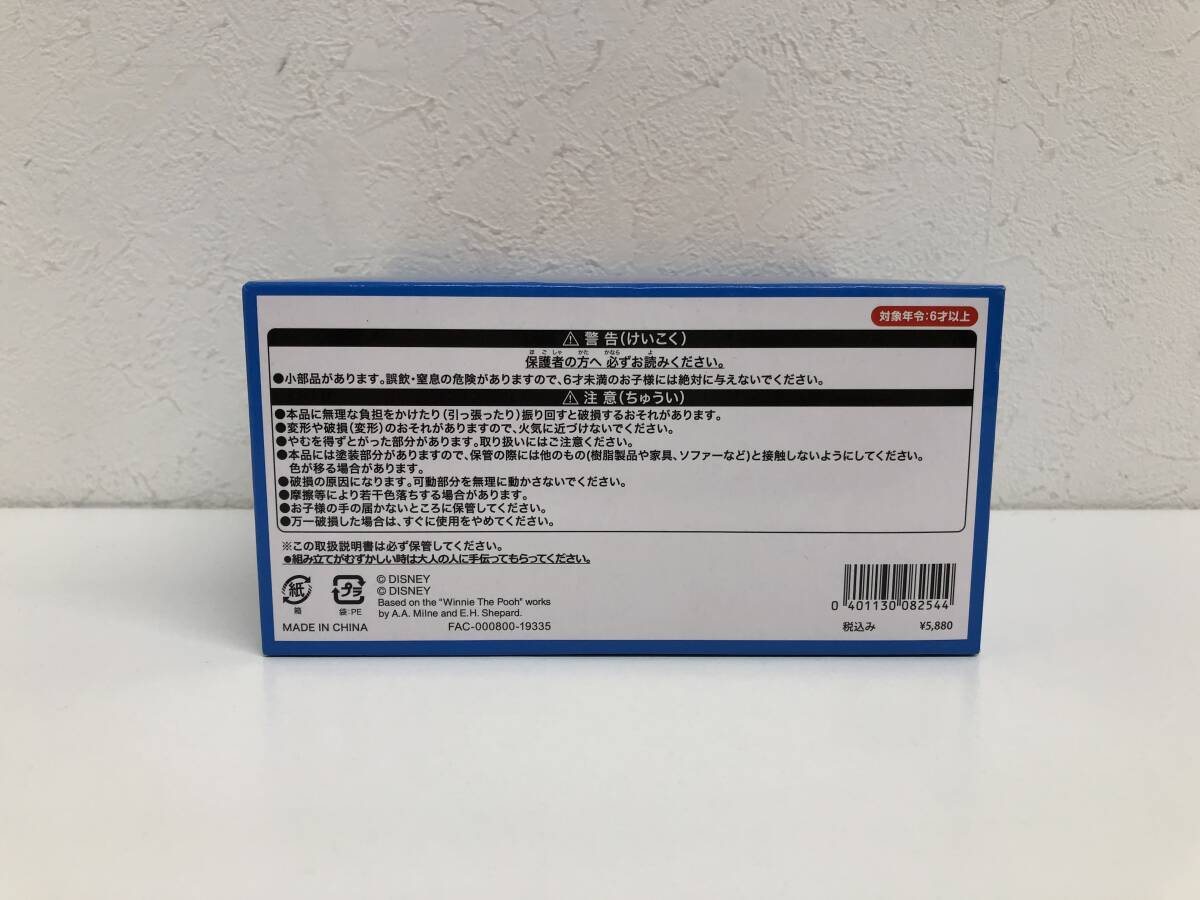 対象年令:6才以上
⚠ 警 告(けいこく)
ほ ご しゃ かた かなら よ
保護者の方へ 必ずお読みください。
●小部品があります。誤飲・窒息の危険がありますので、6才未満のお子様には絶対に与えないでください。
⚠ 注 意(ちゅうい)
●本品に無理な負担をかけたり(引っ張ったり)振り回すと破損するおそれがあります。
●変形や破損(変形)のおそれがありますので、火気に近づけないでください。
●やむを得ずとがった部分があります。取り扱いにはご注意ください。
●本品には塗装部分がありますので、保管の際には他のもの(樹脂製品や家具、ソファーなど)と接触しないようにしてください。
色が移る場合があります。
●破損の原因になります。可動部分を無理に動かさないでください。
●摩擦等により若干色落ちする場合があります。
●お子様の手の届かないところに保管してください。
●万一破損した場合は、すぐに使用をやめてください。
※この取扱説明書は必ず保管してください。
●組み立てがむずかしい時は大人の人に手伝ってもらってください。
紙
箱
プラ
袋:PE
© DISNEY
© DISNEY
Based on the "Winnie The Pooh" works
by A.A. Milne and E.H. Shepard.
MADE IN CHINA
FAC-000800-19335
0 401130 082544
税込み ¥5,880